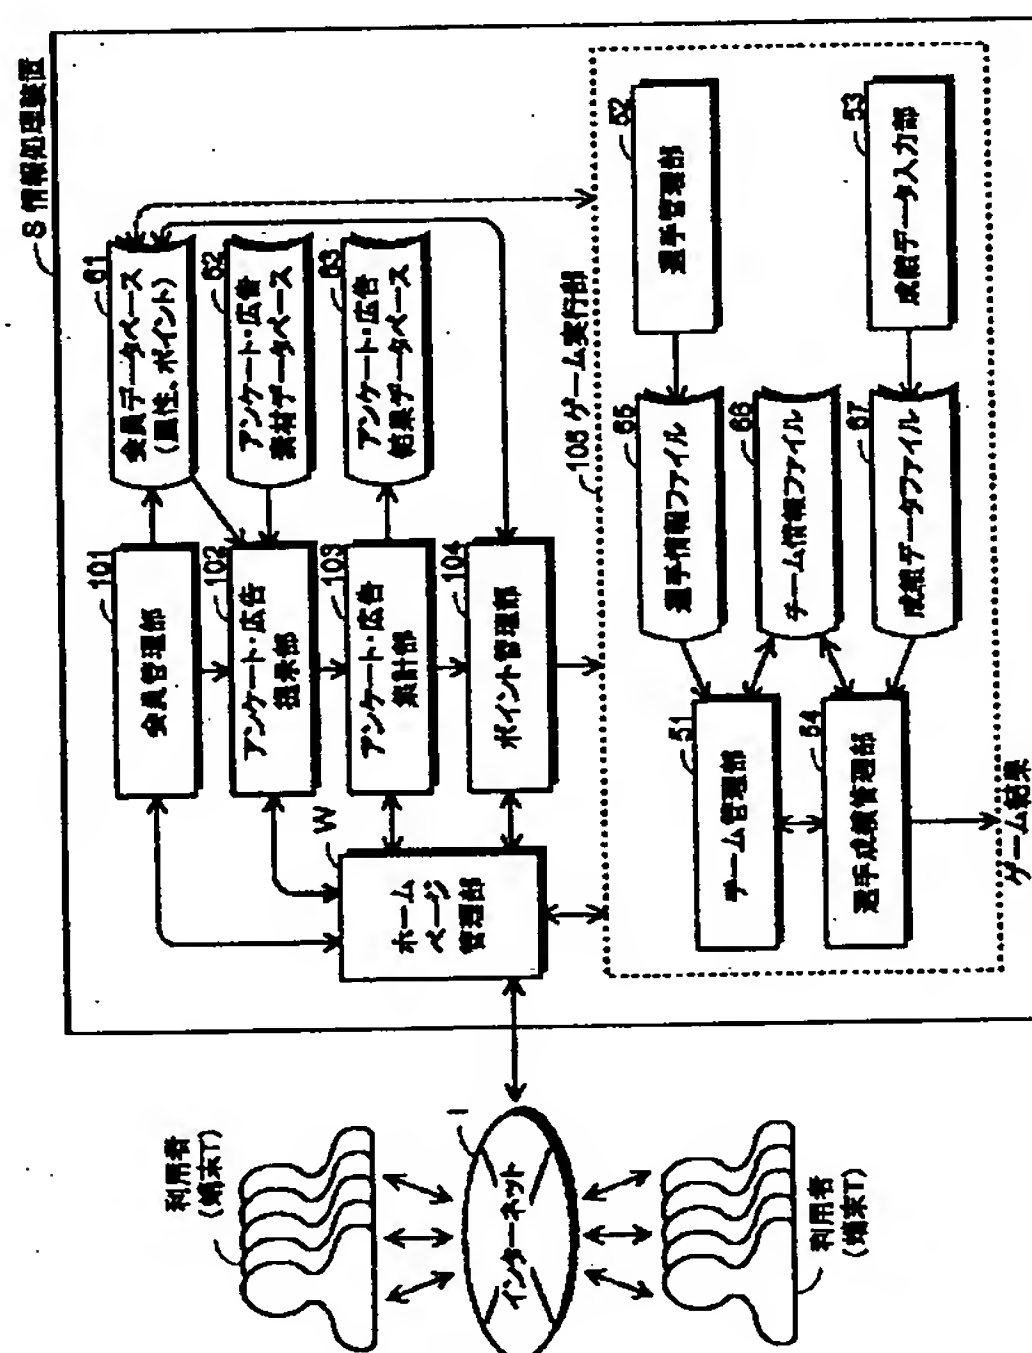 S 情報処理装置
利用者
(端末T)
1
インターネット
利用者
(端末T)
W
ホーム
ページ
管理部
101
会員管理部
102
アンケート・広告
提示部
103
アンケート・広告
集計部
104
ポイント管理部
61
会員データベース
(属性、ポイント)
62
アンケート・広告
素材データベース
63
アンケート・広告
結果データベース
ゲーム実行部
51
チーム管理部
54
選手成績管理部
65
選手情報ファイル
66
チーム情報ファイル
67
成績データファイル
52
選手管理部
53
成績データ入力部
ゲーム結果